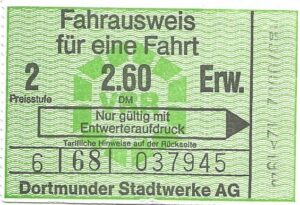 Fahrausweis
für eine Fahrt
2 2.60 Erw.
Preisstufe DM
VRR
Nur gültig mit
Entwerteraufdruck
Tarifliche Hinweise auf der Rückseite
6 68 037945
Dortmunder Stadtwerke AG